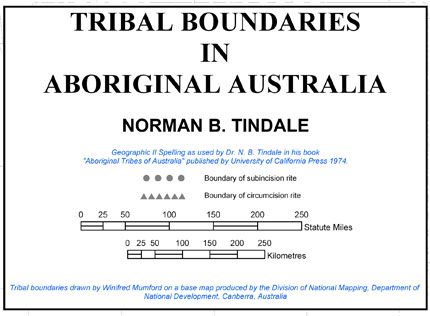 TRIBAL BOUNDARIES
IN
ABORIGINAL AUSTRALIA
NORMAN B. TINDALE
Geographic II Spelling as used by Dr. N. B. Tindale in his book
"Aboriginal Tribes of Australia" published by University of California Press 1974.
Boundary of subincision rite
Boundary of circumcision rite
0 25 50 100 150 200 250
Statute Miles
0 25 50 100 150 200 250
Kilometres
Tribal boundaries drawn by Winifred Mumford on a base map produced by the Division of National Mapping, Department of
National Development, Canberra, Australia